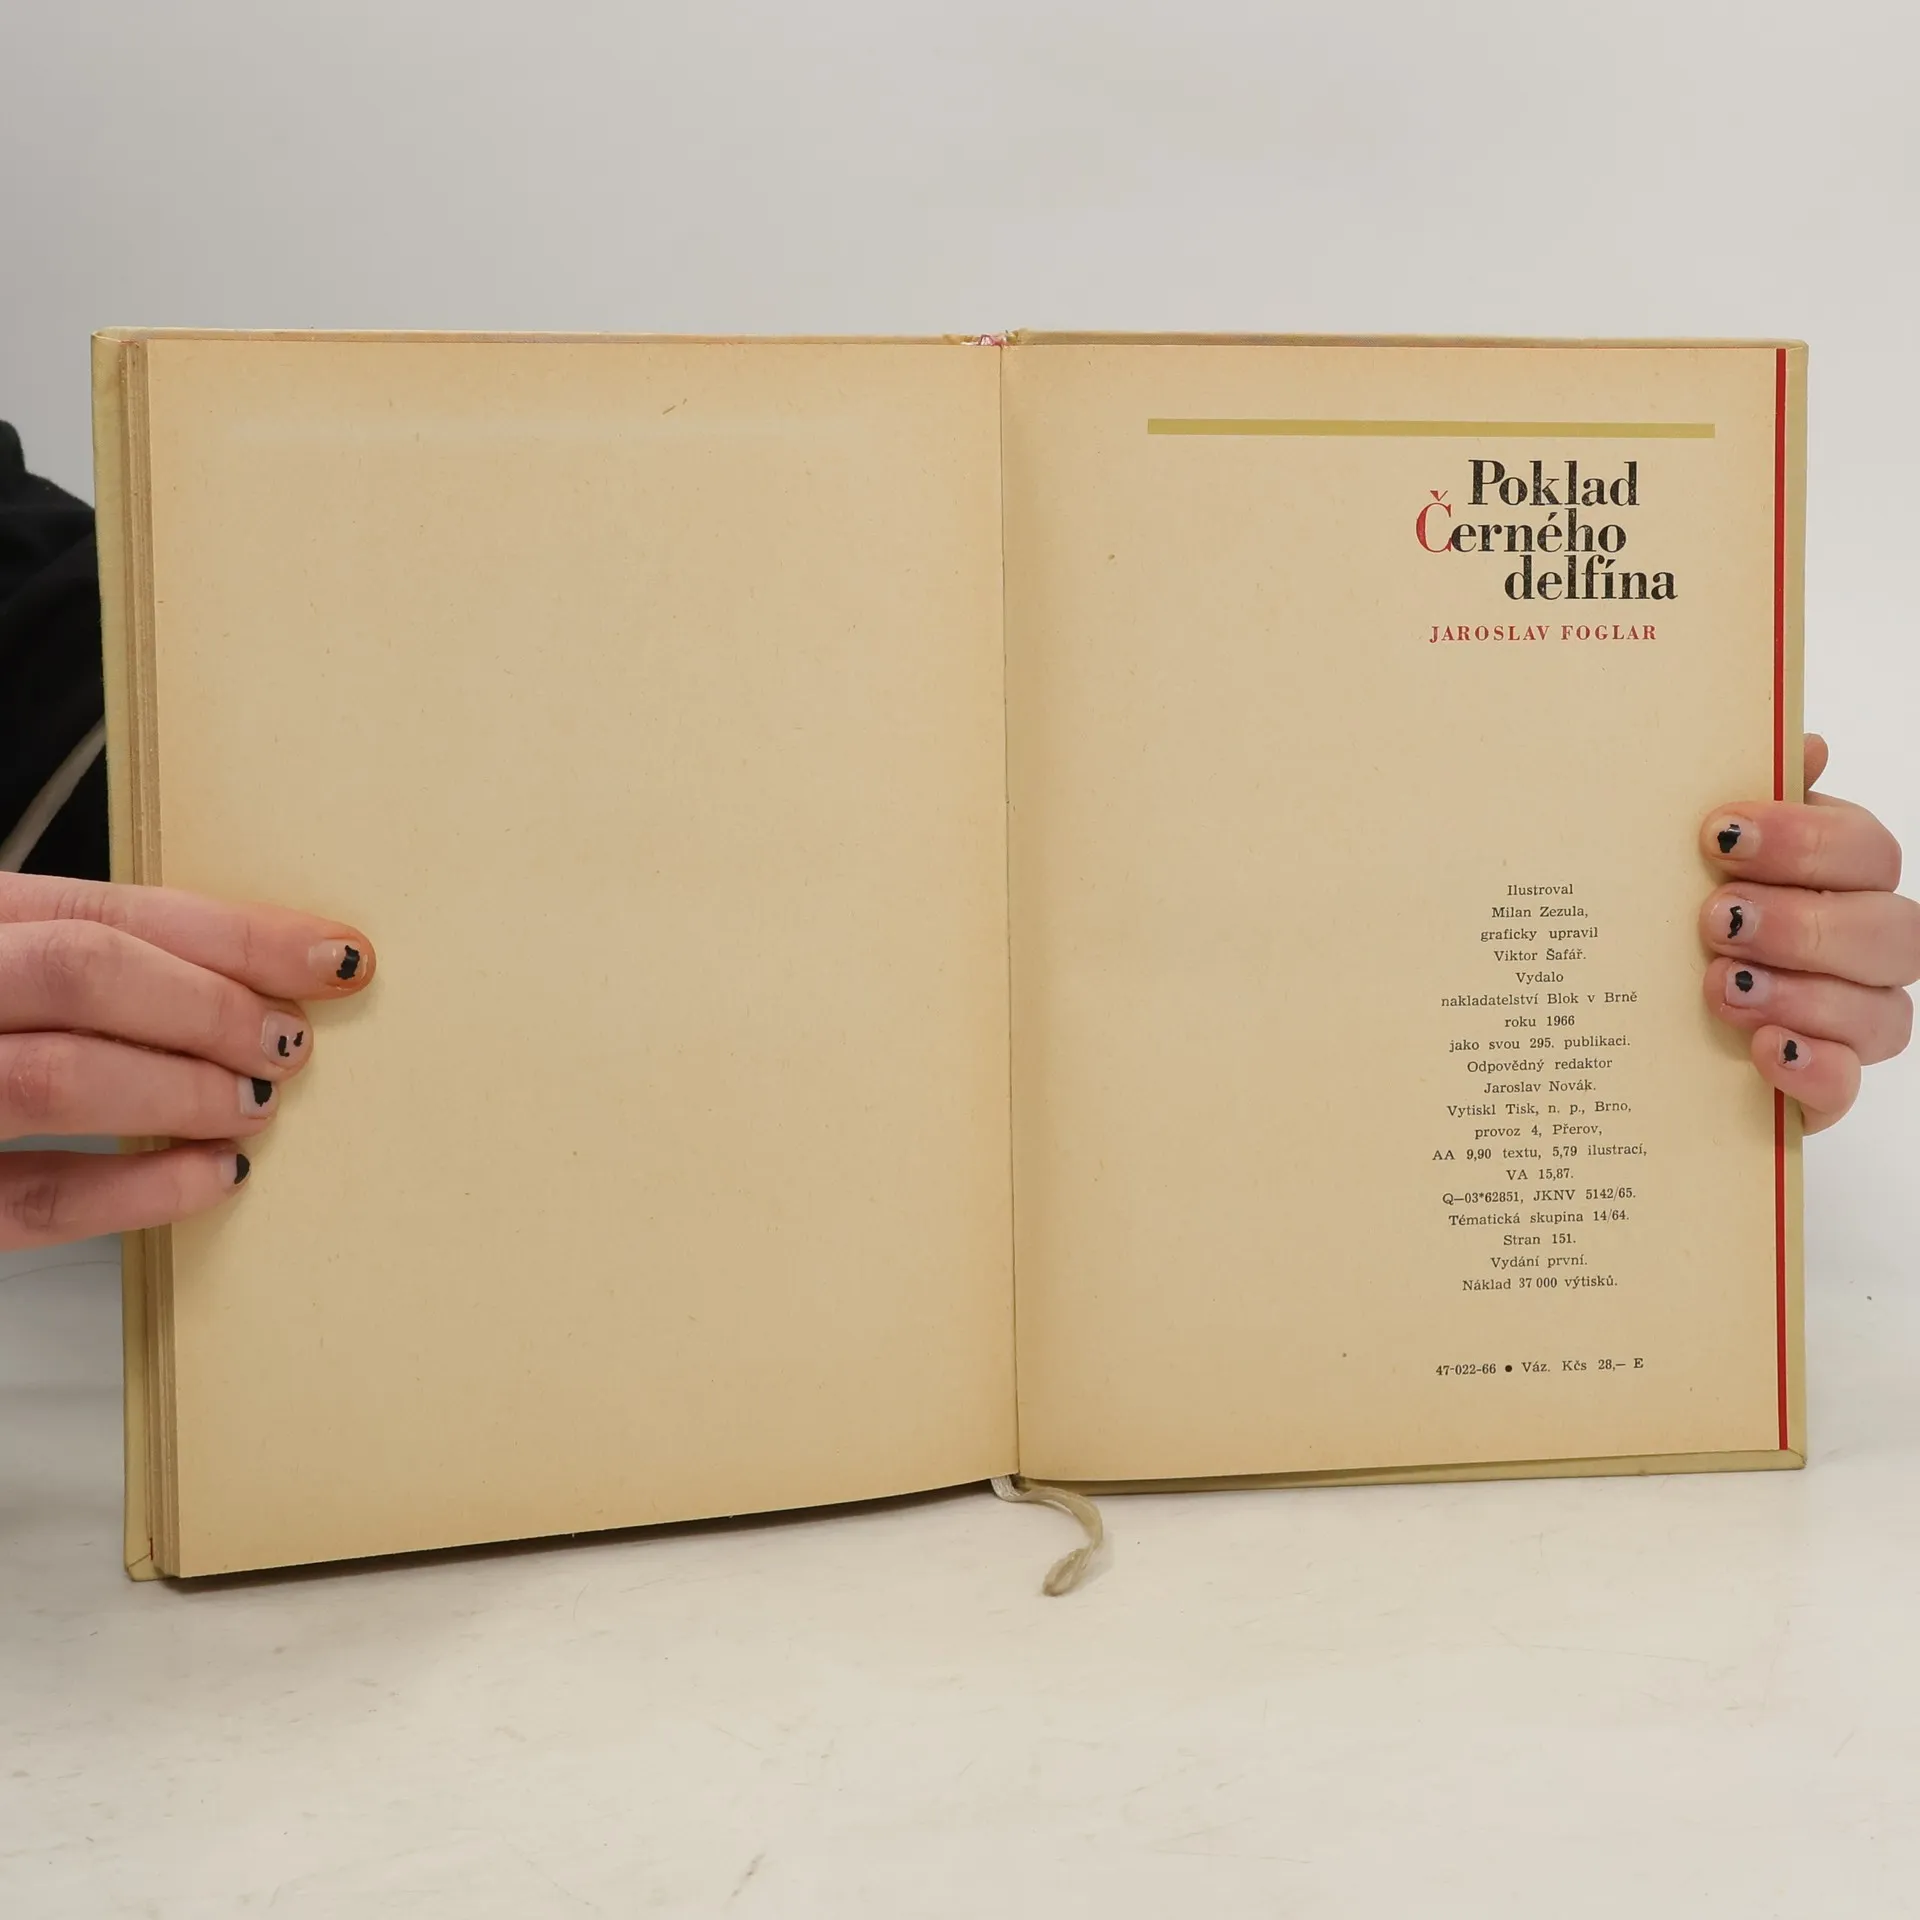 Poklad
Černého
delfína
JAROSLAV FOGLAR
Ilustroval
Milan Zezula,
graficky upravil
Viktor Šafář.
Vydalo
nakladatelství Blok v Brně
roku 1966
jako svou 295. publikaci.
Odpovědný redaktor
Jaroslav Novák.
Vytiskl Tisk, n. p., Brno,
provoz 4, Přerov,
AA 9,90 textu, 5,79 ilustrací,
VA 15,87.
Q—03*62851, JKNV 5142/65.
Tématická skupina 14/64.
Stran 151.
Vydání první.
Náklad 37 000 výtisků.
47-022-66 ● Váz. Kčs 28,— E